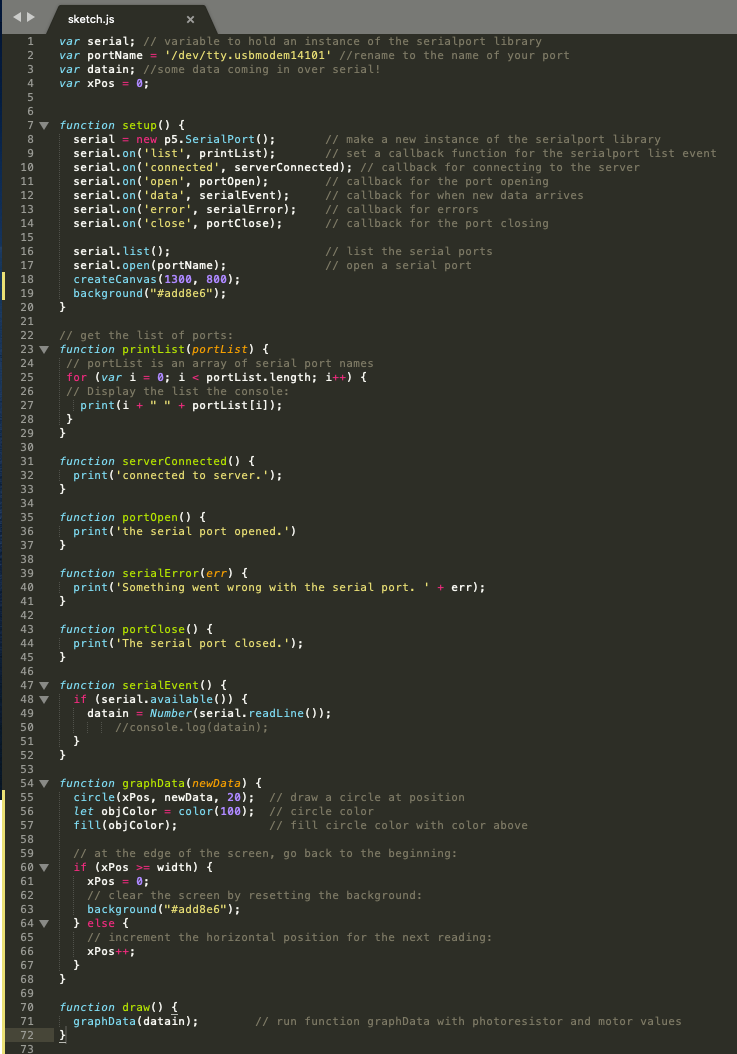 sketch.js ×
1 var serial; // variable to hold an instance of the serialport library
2 var portName = '/dev/tty.usbmodem14101' //rename to the name of your port
3 var datain; //some data coming in over serial!
4 var xPos = 0;
5
6
7 function setup() {
8 serial = new p5.SerialPort(); // make a new instance of the serialport library
9 serial.on('list', printList); // set a callback function for the serialport list event
10 serial.on('connected', serverConnected); // callback for connecting to the server
11 serial.on('open', portOpen); // callback for the port opening
12 serial.on('data', serialEvent); // callback for when new data arrives
13 serial.on('error', serialError); // callback for errors
14 serial.on('close', portClose); // callback for the port closing
15
16 serial.list(); // list the serial ports
17 serial.open(portName); // open a serial port
18 createCanvas(1300, 800);
19 background("#add8e6");
20 }
21
22 // get the list of ports:
23 function printList(portList) {
24 // portList is an array of serial port names
25 for (var i = 0; i < portList.length; i++) {
26 // Display the list the console:
27 print(i + " " + portList[i]);
28 }
29 }
30
31 function serverConnected() {
32 print('connected to server.');
33 }
34
35 function portOpen() {
36 print('the serial port opened.')
37 }
38
39 function serialError(err) {
40 print('Something went wrong with the serial port. ' + err);
41 }
42
43 function portClose() {
44 print('The serial port closed.');
45 }
46
47 function serialEvent() {
48 if (serial.available()) {
49 datain = Number(serial.readLine());
50 //console.log(datain);
51 }
52 }
53
54 function graphData(newData) {
55 circle(xPos, newData, 20); // draw a circle at position
56 let objColor = color(100); // circle color
57 fill(objColor); // fill circle color with color above
58
59 // at the edge of the screen, go back to the beginning:
60 if (xPos >= width) {
61 xPos = 0;
62 // clear the screen by resetting the background:
63 background("#add8e6");
64 } else {
65 // increment the horizontal position for the next reading:
66 xPos++;
67 }
68 }
69
70 function draw() {
71 graphData(datain); // run function graphData with photoresistor and motor values
72 }
73